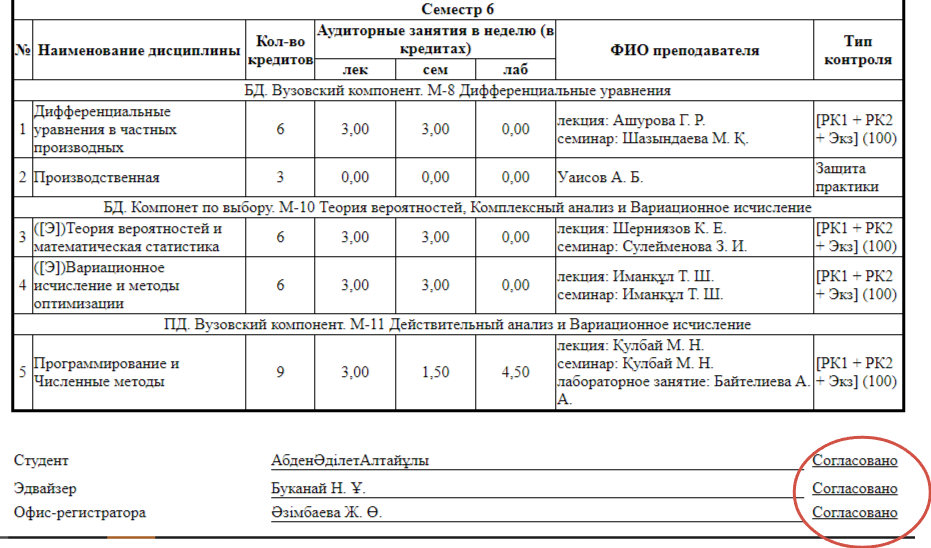 Семестр 6
№ Наименование дисциплины Кол-во кредитов Аудиторные занятия в неделю (в кредитах) ФИО преподавателя Тип контроля
лек сем лаб
БД. Вузовский компонент. М-8 Дифференциальные уравнения
1 Дифференциальные уравнения в частных производных 6 3,00 3,00 0,00 лекция: Ашурова Г. Р. семинар: Шазындаева М. Қ. [РК1 + РК2 + Экз] (100)
2 Производственная 3 0,00 0,00 0,00 Уаисов А. Б. Защита практики
БД. Компонет по выбору. М-10 Теория вероятностей, Комплексный анализ и Вариационное исчисление
3 ([Э])Теория вероятностей и математическая статистика 6 3,00 3,00 0,00 лекция: Шерниязов К. Е. семинар: Сулейменова З. И. [РК1 + РК2 + Экз] (100)
4 ([Э])Вариационное исчисление и методы оптимизации 6 3,00 3,00 0,00 лекция: Иманқұл Т. Ш. семинар: Иманқұл Т. Ш. [РК1 + РК2 + Экз] (100)
ПД. Вузовский компонент. М-11 Действительный анализ и Вариационное исчисление
5 Программирование и Численные методы 9 3,00 1,50 4,50 лекция: Қулбай М. Н. семинар: Қулбай М. Н. лабораторное занятие: Байтелиева А. А. [РК1 + РК2 + Экз] (100)
Студент АбденӘділетАлтайұлы Согласовано
Эдвайзер Буканай Н. Ұ. Согласовано
Офис-регистратора Әзімбаева Ж. Ө. Согласовано